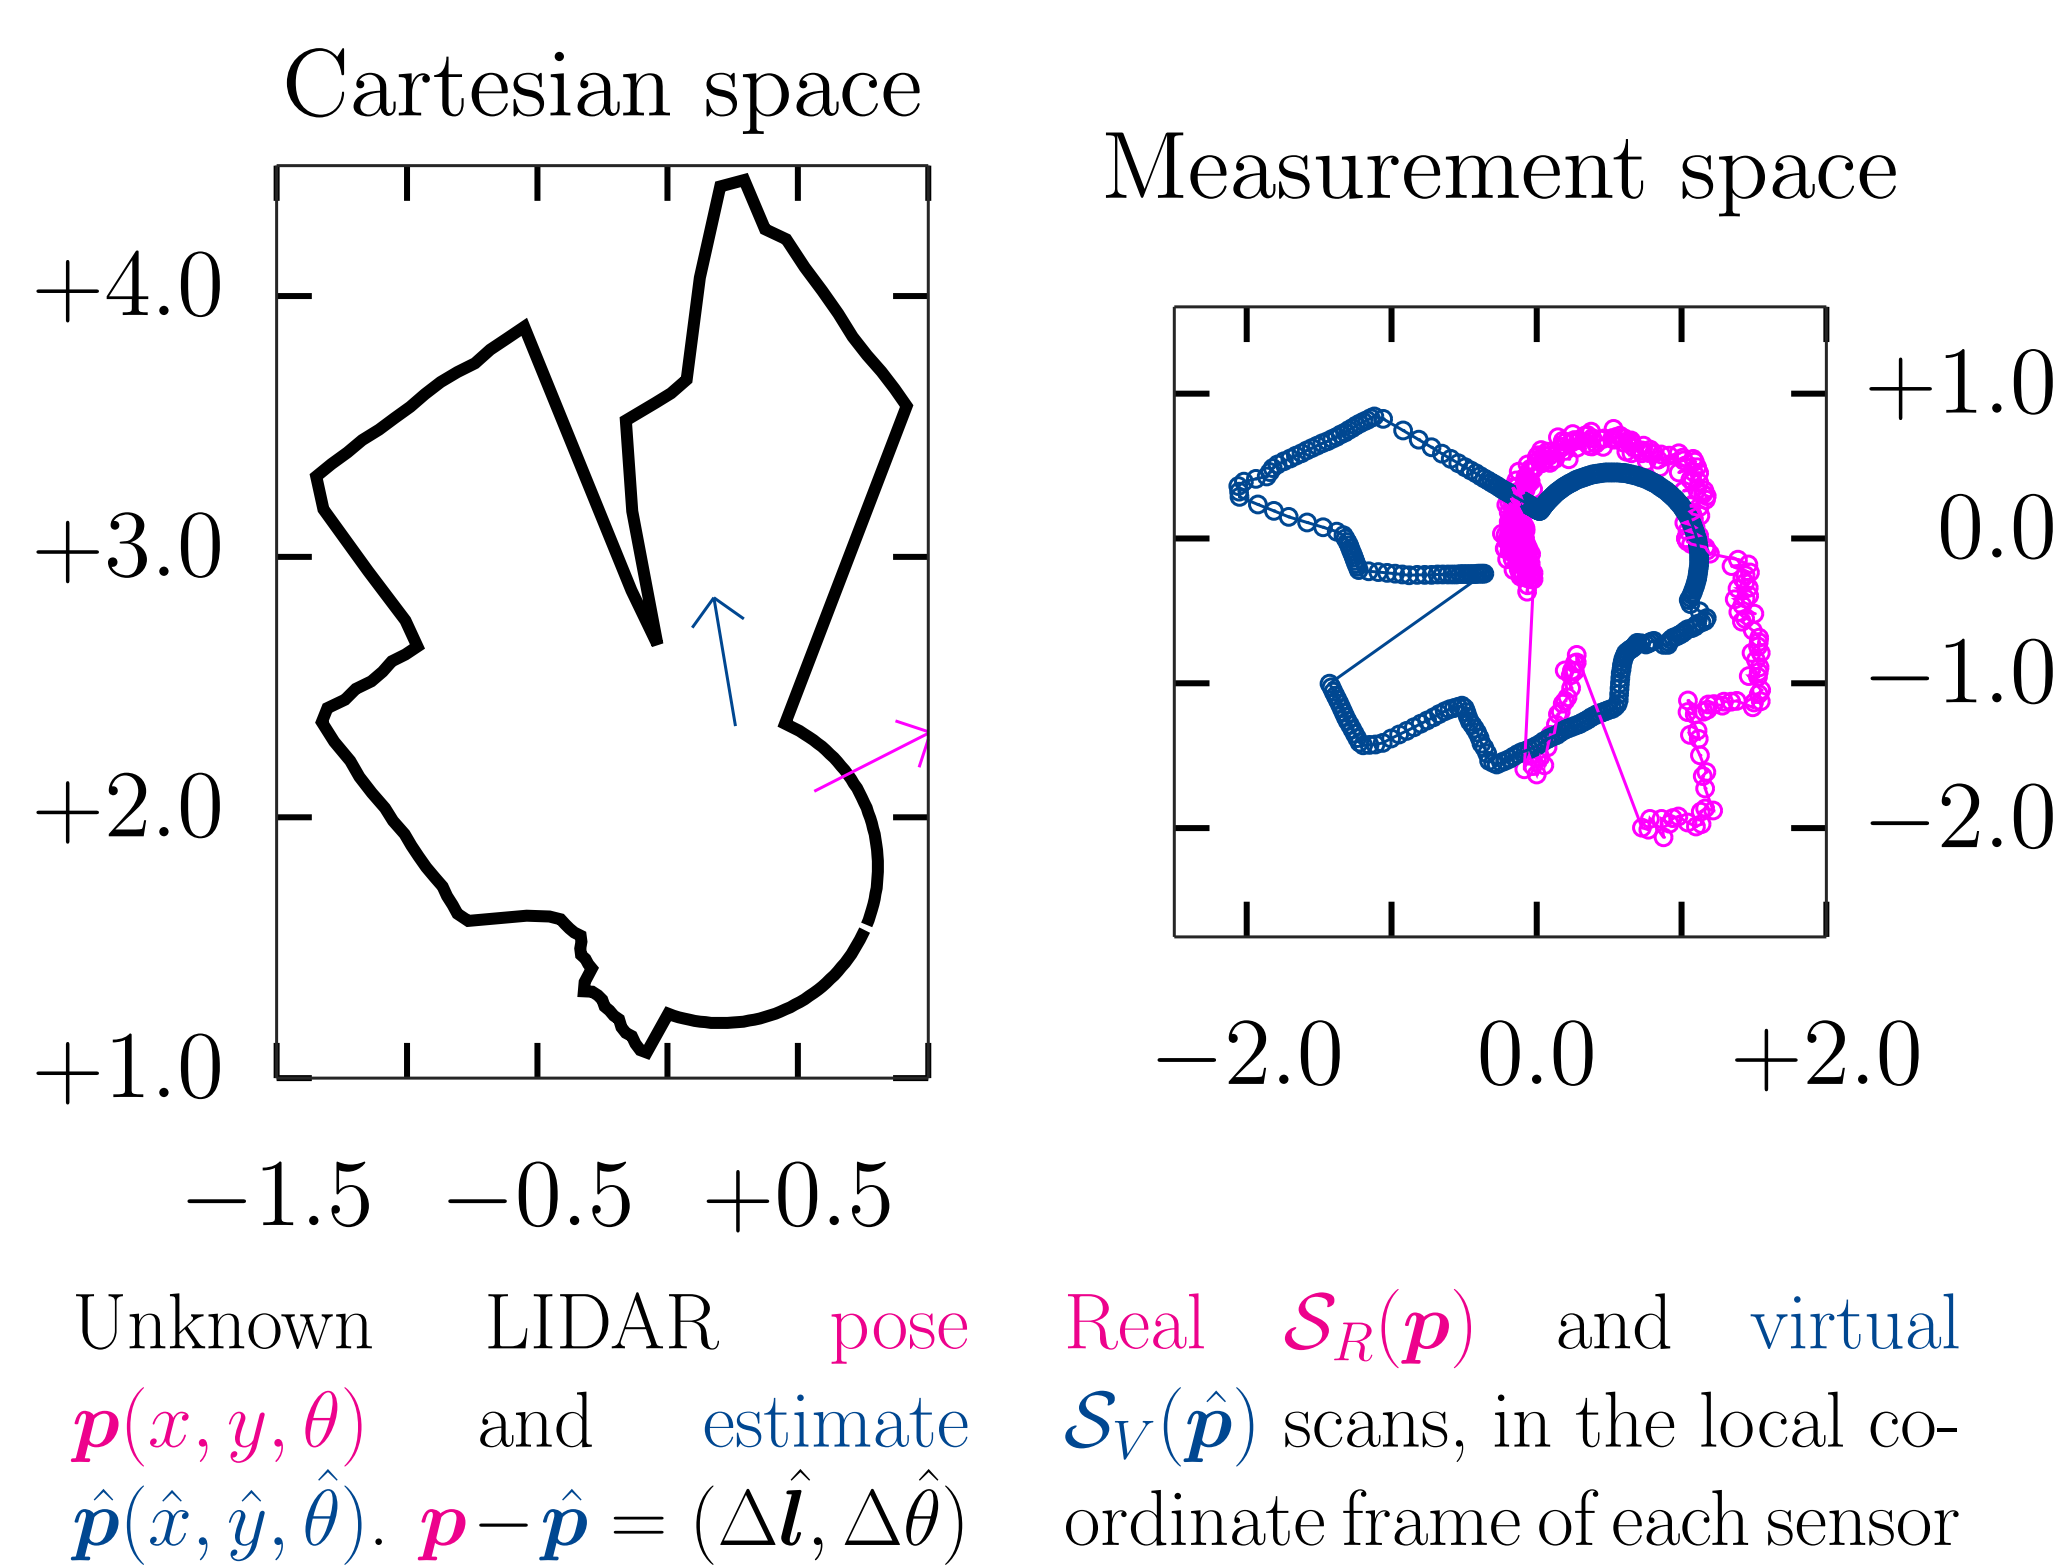 Cartesian space
+4.0
+3.0
+2.0
+1.0
−1.5 −0.5 +0.5
Unknown LIDAR pose
p(x, y, θ) and estimate
p̂(x̂, ŷ, θ̂). p−p̂ = (Δl̂, Δθ̂)
Measurement space
+1.0
0.0
−1.0
−2.0
−2.0 0.0 +2.0
Real 𝒮_R(p) and virtual
𝒮_V(p̂) scans, in the local co-
ordinate frame of each sensor